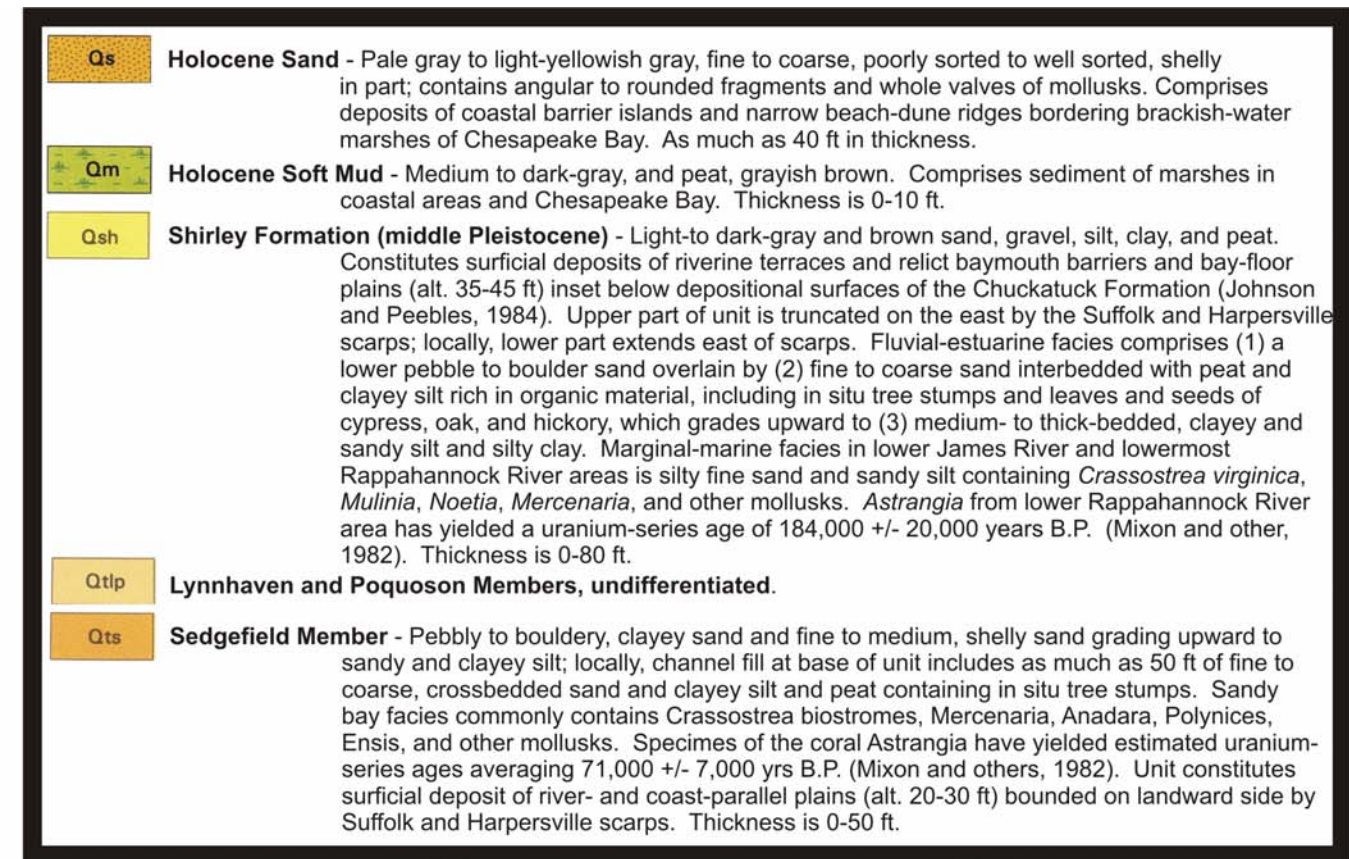 Qs
Holocene Sand - Pale gray to light-yellowish gray, fine to coarse, poorly sorted to well sorted, shelly
in part; contains angular to rounded fragments and whole valves of mollusks. Comprises
deposits of coastal barrier islands and narrow beach-dune ridges bordering brackish-water
marshes of Chesapeake Bay. As much as 40 ft in thickness.
Qm
Holocene Soft Mud - Medium to dark-gray, and peat, grayish brown. Comprises sediment of marshes in
coastal areas and Chesapeake Bay. Thickness is 0-10 ft.
Qsh
Shirley Formation (middle Pleistocene) - Light-to dark-gray and brown sand, gravel, silt, clay, and peat.
Constitutes surficial deposits of riverine terraces and relict baymouth barriers and bay-floor
plains (alt. 35-45 ft) inset below depositional surfaces of the Chuckatuck Formation (Johnson
and Peebles, 1984). Upper part of unit is truncated on the east by the Suffolk and Harpersville
scarps; locally, lower part extends east of scarps. Fluvial-estuarine facies comprises (1) a
lower pebble to boulder sand overlain by (2) fine to coarse sand interbedded with peat and
clayey silt rich in organic material, including in situ tree stumps and leaves and seeds of
cypress, oak, and hickory, which grades upward to (3) medium- to thick-bedded, clayey and
sandy silt and silty clay. Marginal-marine facies in lower James River and lowermost
Rappahannock River areas is silty fine sand and sandy silt containing Crassostrea virginica,
Mulinia, Noetia, Mercenaria, and other mollusks. Astrangia from lower Rappahannock River
area has yielded a uranium-series age of 184,000 +/- 20,000 years B.P. (Mixon and other,
1982). Thickness is 0-80 ft.
Qtlp
Lynnhaven and Poquoson Members, undifferentiated.
Qts
Sedgefield Member - Pebbly to bouldery, clayey sand and fine to medium, shelly sand grading upward to
sandy and clayey silt; locally, channel fill at base of unit includes as much as 50 ft of fine to
coarse, crossbedded sand and clayey silt and peat containing in situ tree stumps. Sandy
bay facies commonly contains Crassostrea biostromes, Mercenaria, Anadara, Polynices,
Ensis, and other mollusks. Specimes of the coral Astrangia have yielded estimated uranium-
series ages averaging 71,000 +/- 7,000 yrs B.P. (Mixon and others, 1982). Unit constitutes
surficial deposit of river- and coast-parallel plains (alt. 20-30 ft) bounded on landward side by
Suffolk and Harpersville scarps. Thickness is 0-50 ft.